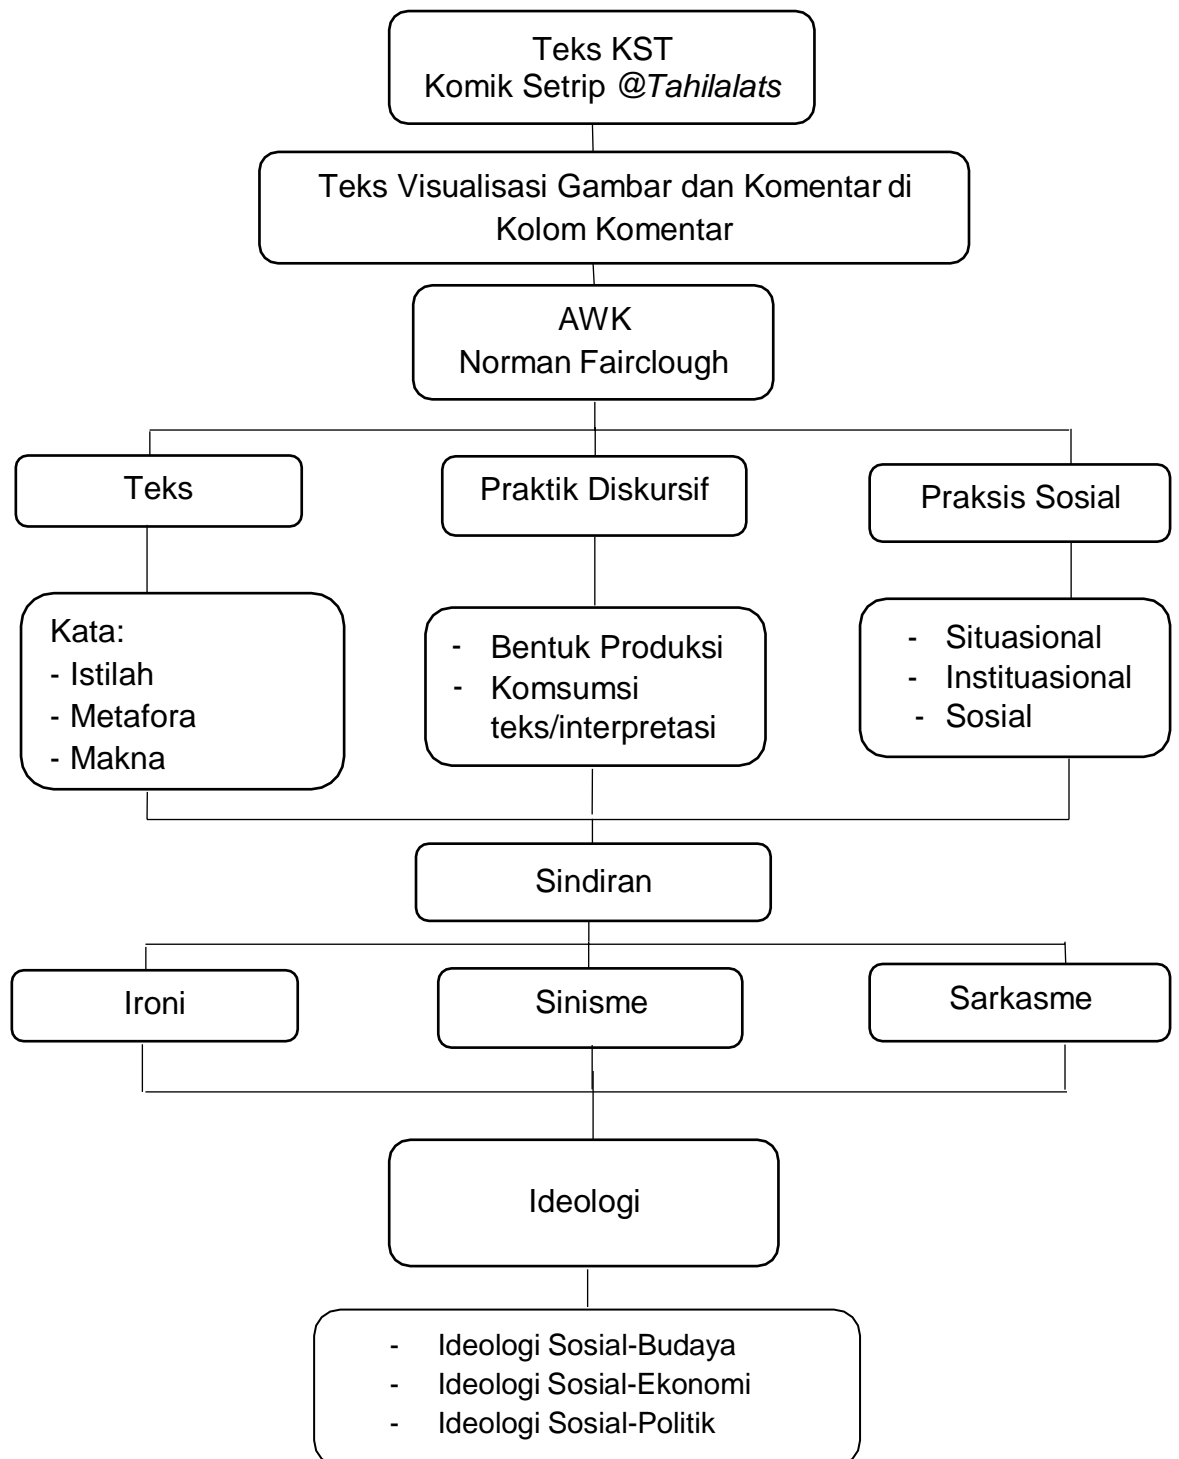 Teks KST
Komik Setrip @Tahilalats
Teks Visualisasi Gambar dan Komentar di
Kolom Komentar
AWK
Norman Fairclough
Teks
Praktik Diskursif
Praksis Sosial
Kata:
- Istilah
- Metafora
- Makna
- Bentuk Produksi
- Komsumsi
teks/interpretasi
- Situasional
- Instituasional
- Sosial
Sindiran
Ironi
Sinisme
Sarkasme
Ideologi
- Ideologi Sosial-Budaya
- Ideologi Sosial-Ekonomi
- Ideologi Sosial-Politik